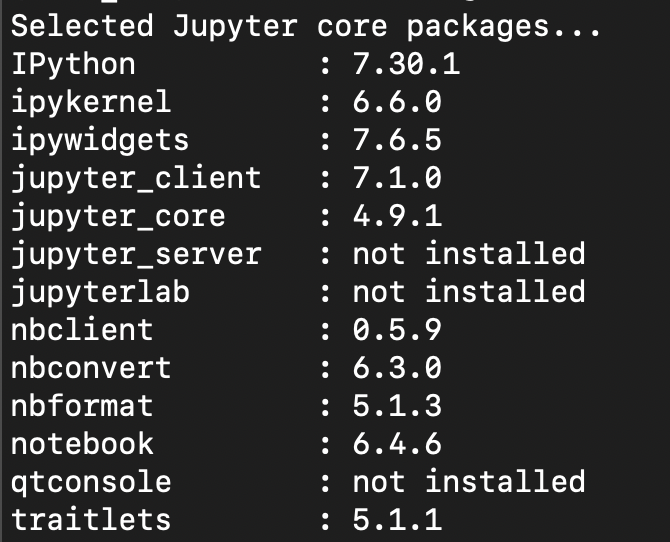 Selected Jupyter core packages...
IPython          : 7.30.1
ipykernel        : 6.6.0
ipywidgets       : 7.6.5
jupyter_client   : 7.1.0
jupyter_core     : 4.9.1
jupyter_server   : not installed
jupyterlab       : not installed
nbclient         : 0.5.9
nbconvert        : 6.3.0
nbformat         : 5.1.3
notebook         : 6.4.6
qtconsole        : not installed
traitlets        : 5.1.1